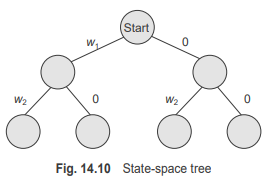 Start
w₁ 0
w₂ 0 w₂ 0
Fig. 14.10 State-space tree